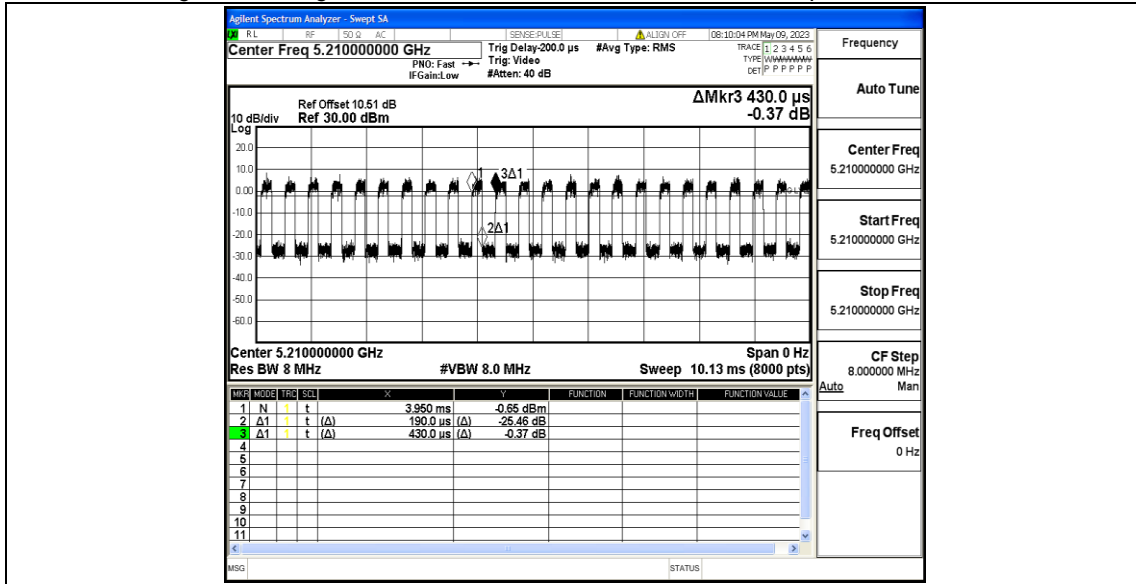 Agilent Spectrum Analyzer - Swept SA
LXI RL RF 50 Ω AC SENSE:PULSE ALIGN OFF 08:10:04 PM May 09, 2023
Center Freq 5.210000000 GHz
PNO: Fast
IFGain:Low
Trig Delay-200.0 µs
Trig: Video
#Atten: 40 dB
#Avg Type: RMS
TRACE 1 2 3 4 5 6
TYPE WWWWWW
DET P P P P P P
Ref Offset 10.51 dB
10 dB/div Ref 30.00 dBm
ΔMkr3 430.0 µs
-0.37 dB
Log
20.0
10.0
0.00
-10.0
-20.0
-30.0
-40.0
-50.0
-60.0
1
3Δ1
2Δ1
Center 5.210000000 GHz Span 0 Hz
Res BW 8 MHz #VBW 8.0 MHz Sweep 10.13 ms (8000 pts)
MKR MODE TRC SCL X Y FUNCTION FUNCTION WIDTH FUNCTION VALUE
1 N 1 t 3.950 ms -0.65 dBm
2 Δ1 1 t (Δ) 190.0 µs (Δ) -25.46 dB
3 Δ1 1 t (Δ) 430.0 µs (Δ) -0.37 dB
4
5
6
7
8
9
10
11
MSG STATUS
Frequency
Auto Tune
Center Freq
5.210000000 GHz
Start Freq
5.210000000 GHz
Stop Freq
5.210000000 GHz
CF Step
8.000000 MHz
Auto Man
Freq Offset
0 Hz